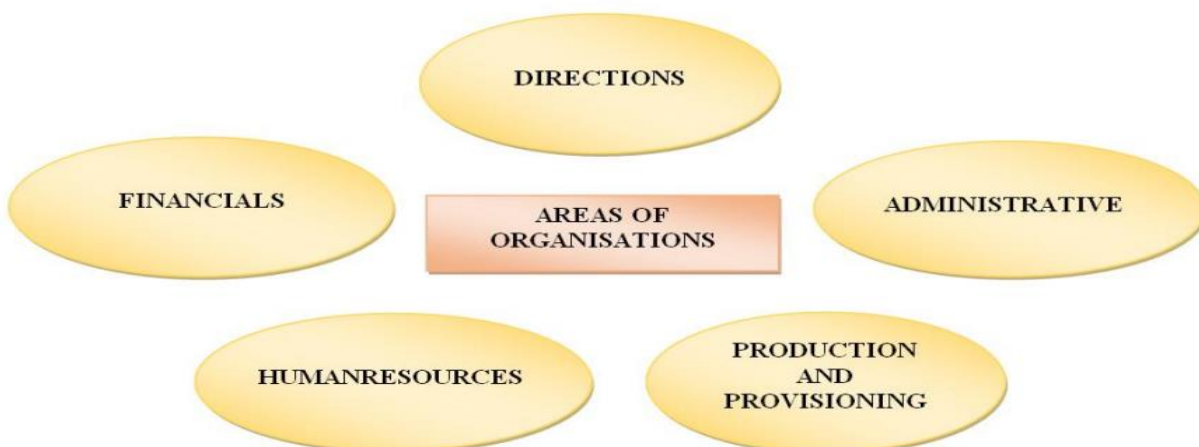 DIRECTIONS
FINANCIALS
AREAS OF
ORGANISATIONS
ADMINISTRATIVE
HUMANRESOURCES
PRODUCTION
AND
PROVISIONING